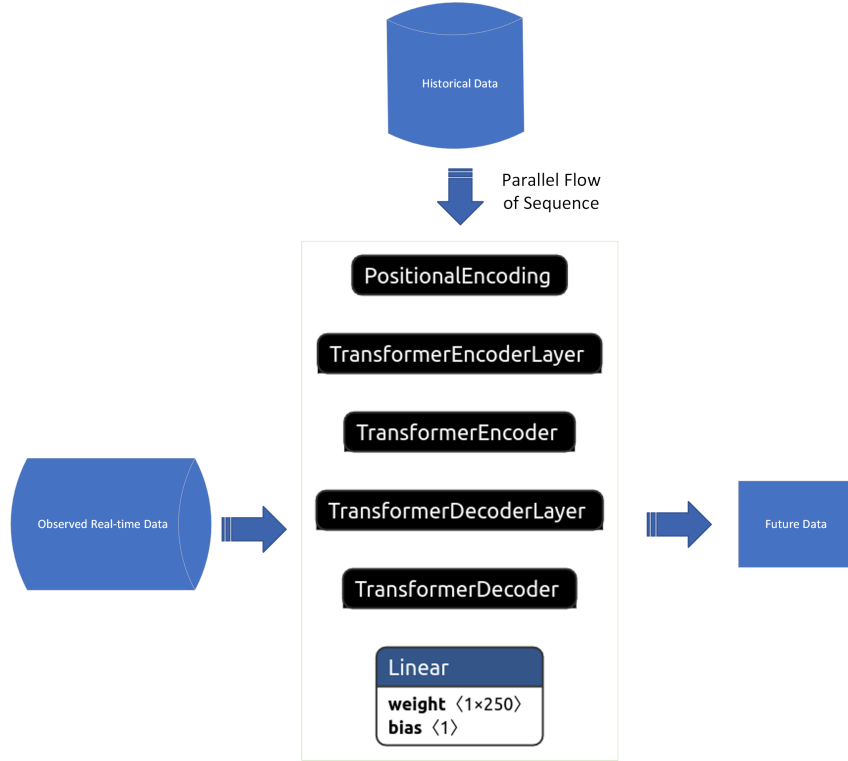 Historical Data
Parallel Flow
of Sequence
PositionalEncoding
TransformerEncoderLayer
TransformerEncoder
TransformerDecoderLayer
TransformerDecoder
Linear
weight〈1×250〉
bias〈1〉
Observed Real-time Data
Future Data